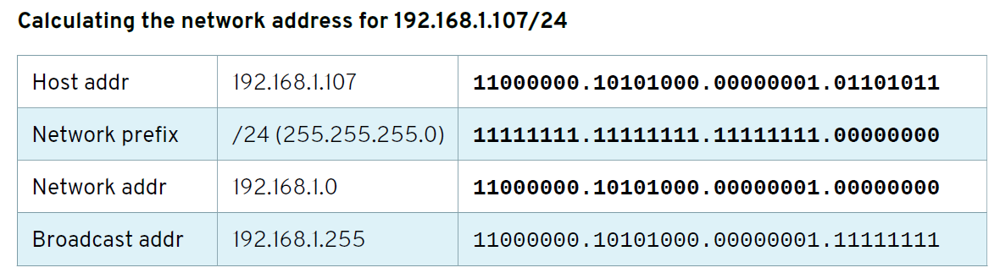 Calculating the network address for 192.168.1.107/24
Host addr 192.168.1.107 11000000.10101000.00000001.01101011
Network prefix /24 (255.255.255.0) 11111111.11111111.11111111.00000000
Network addr 192.168.1.0 11000000.10101000.00000001.00000000
Broadcast addr 192.168.1.255 11000000.10101000.00000001.11111111